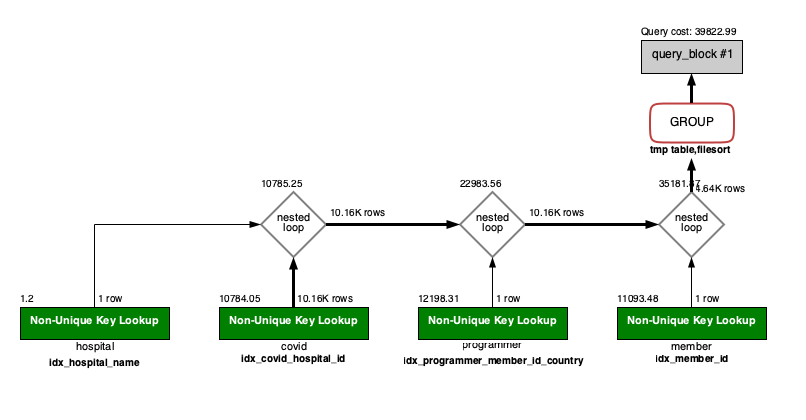 Query cost: 39822.99
query_block #1
GROUP
tmp table,filesort
10785.25
22983.56
4.64K rows
nested
loop
10.16K rows
nested
loop
10.16K rows
nested
loop
1.2
1 row
10784.05
10.16K rows
12198.31
1 row
11093.48
1 row
Non-Unique Key Lookup
Non-Unique Key Lookup
Non-Unique Key Lookup
Non-Unique Key Lookup
hospital
covid
programmer
member
idx_hospital_name
idx_covid_hospital_id
idx_programmer_member_id_country
idx_member_id